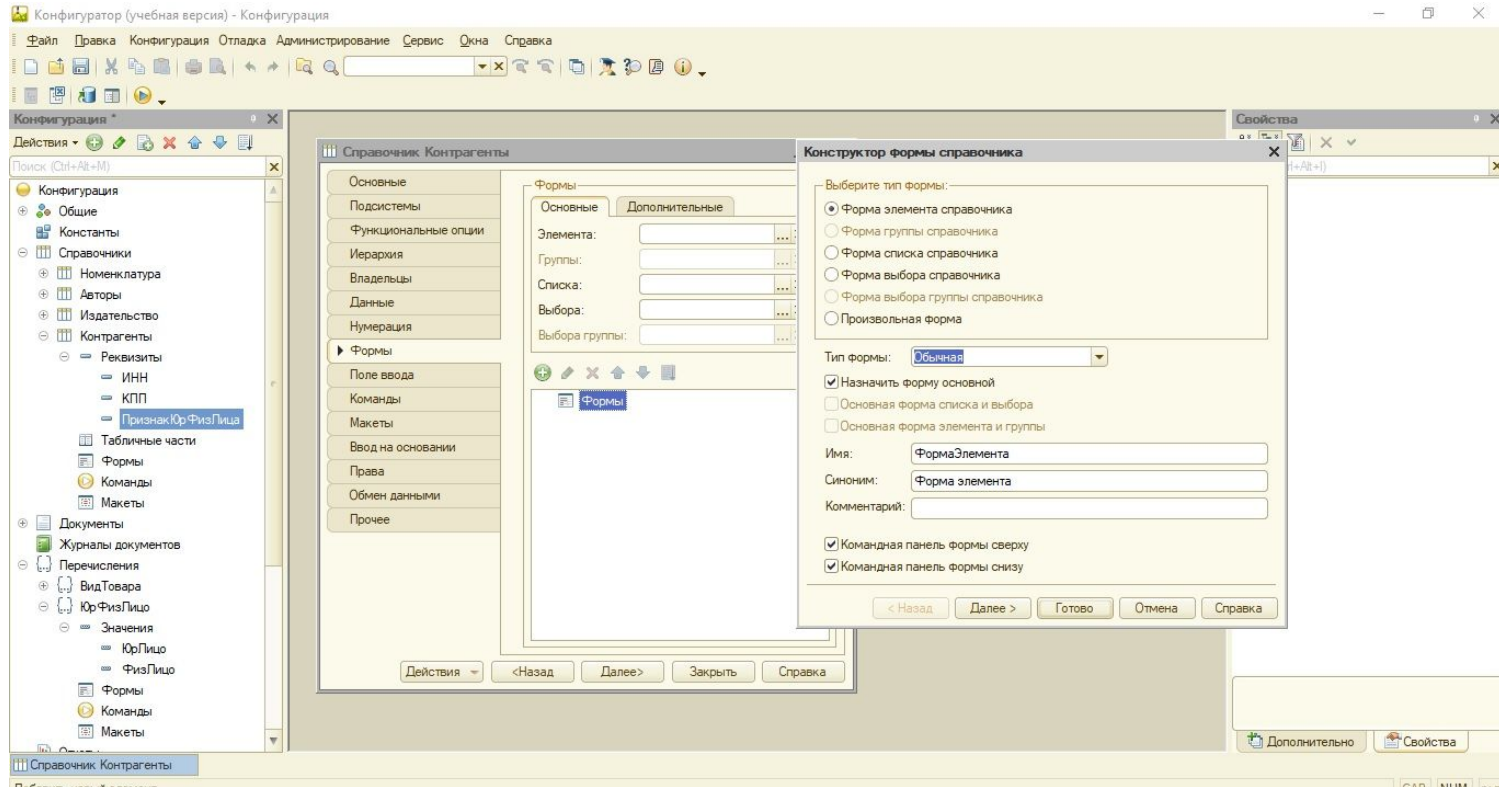 Конфигуратор (учебная версия) - Конфигурация
Файл Правка Конфигурация Отладка Администрирование Сервис Окна Справка
Конфигурация *
Действия
Поиск (Ctrl+Alt+M)
Конфигурация
Общие
Константы
Справочники
Номенклатура
Авторы
Издательство
Контрагенты
Реквизиты
ИНН
КПП
ПризнакЮрФизЛица
Табличные части
Формы
Команды
Макеты
Документы
Журналы документов
Перечисления
ВидТовара
ЮрФизЛицо
Значения
ЮрЛицо
ФизЛицо
Формы
Команды
Макеты
Справочник Контрагенты
Основные
Подсистемы
Функциональные опции
Иерархия
Владельцы
Данные
Нумерация
Формы
Поле ввода
Команды
Макеты
Ввод на основании
Права
Обмен данными
Прочее
Формы
Основные Дополнительные
Элемента:
Группы:
Списка:
Выбора:
Выбора группы:
Формы
Действия <Назад Далее> Закрыть Справка
Конструктор формы справочника
Выберите тип формы:
Форма элемента справочника
Форма группы справочника
Форма списка справочника
Форма выбора справочника
Форма выбора группы справочника
Произвольная форма
Тип формы: Обычная
Назначить форму основной
Основная форма списка и выбора
Основная форма элемента и группы
Имя: ФормаЭлемента
Синоним: Форма элемента
Комментарий:
Командная панель формы сверху
Командная панель формы снизу
< Назад Далее > Готово Отмена Справка
Свойства
Дополнительно Свойства
Справочник Контрагенты
CAP NUM